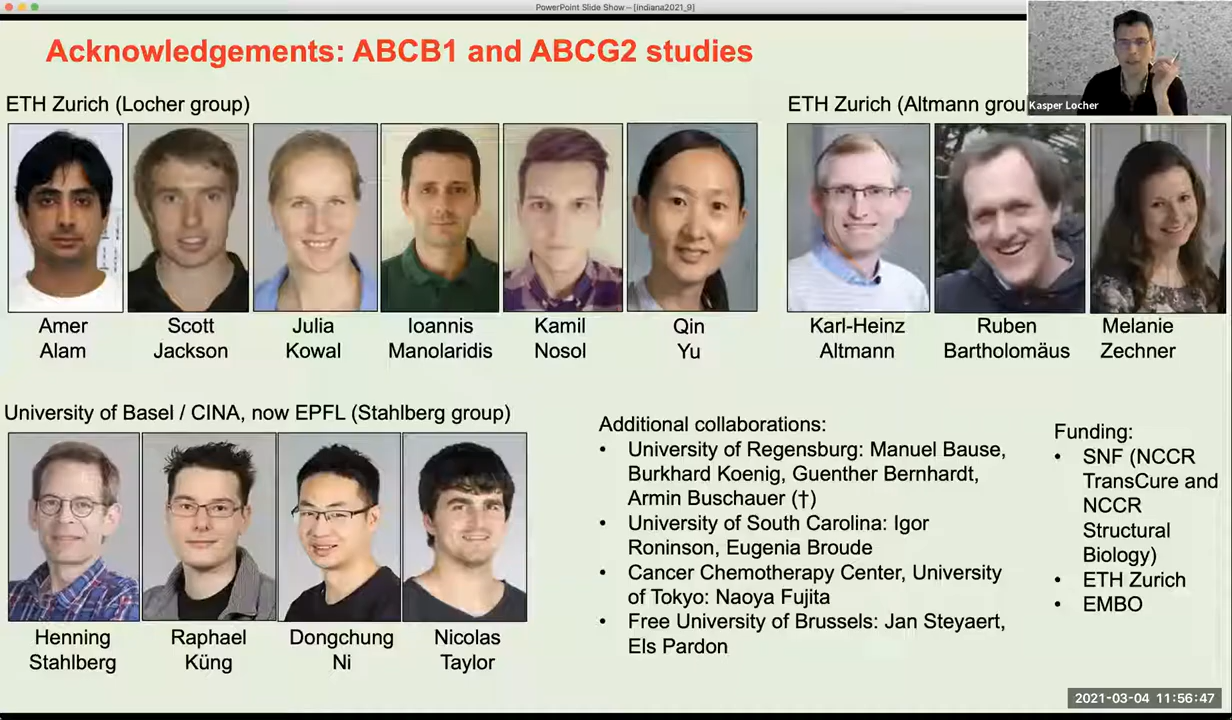 PowerPoint Slide Show – [indiana2021_9]
Acknowledgements: ABCB1 and ABCG2 studies
Kasper Locher
ETH Zurich (Locher group)
ETH Zurich (Altmann grou
Amer
Alam
Scott
Jackson
Julia
Kowal
Ioannis
Manolaridis
Kamil
Nosol
Qin
Yu
Karl-Heinz
Altmann
Ruben
Bartholomäus
Melanie
Zechner
University of Basel / CINA, now EPFL (Stahlberg group)
Henning
Stahlberg
Raphael
Küng
Dongchung
Ni
Nicolas
Taylor
Additional collaborations:
• University of Regensburg: Manuel Bause,
Burkhard Koenig, Guenther Bernhardt,
Armin Buschauer (†)
• University of South Carolina: Igor
Roninson, Eugenia Broude
• Cancer Chemotherapy Center, University
of Tokyo: Naoya Fujita
• Free University of Brussels: Jan Steyaert,
Els Pardon
Funding:
• SNF (NCCR
TransCure and
NCCR
Structural
Biology)
• ETH Zurich
• EMBO
2021-03-04 11:56:47